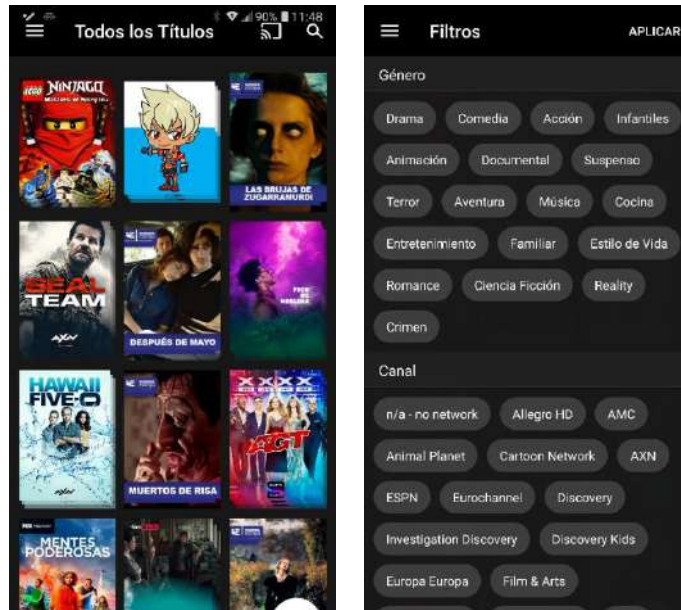 90% 11:48
Todos los Títulos
LEGO NINJAGO
LAS BRUJAS DE
ZUGARRAMURDI
SEAL
TEAM
AXN
DESPUÉS DE MAYO
HAWAII
FIVE-O
AXN
MUERTOS DE RISA
AGT
MENTES
PODEROSAS
Filtros APLICAR
Género
Drama Comedia Acción Infantiles
Animación Documental Suspenso
Terror Aventura Música Cocina
Entretenimiento Familiar Estilo de Vida
Romance Ciencia Ficción Reality
Crimen
Canal
n/a - no network Allegro HD AMC
Animal Planet Cartoon Network AXN
ESPN Eurochannel Discovery
Investigation Discovery Discovery Kids
Europa Europa Film & Arts